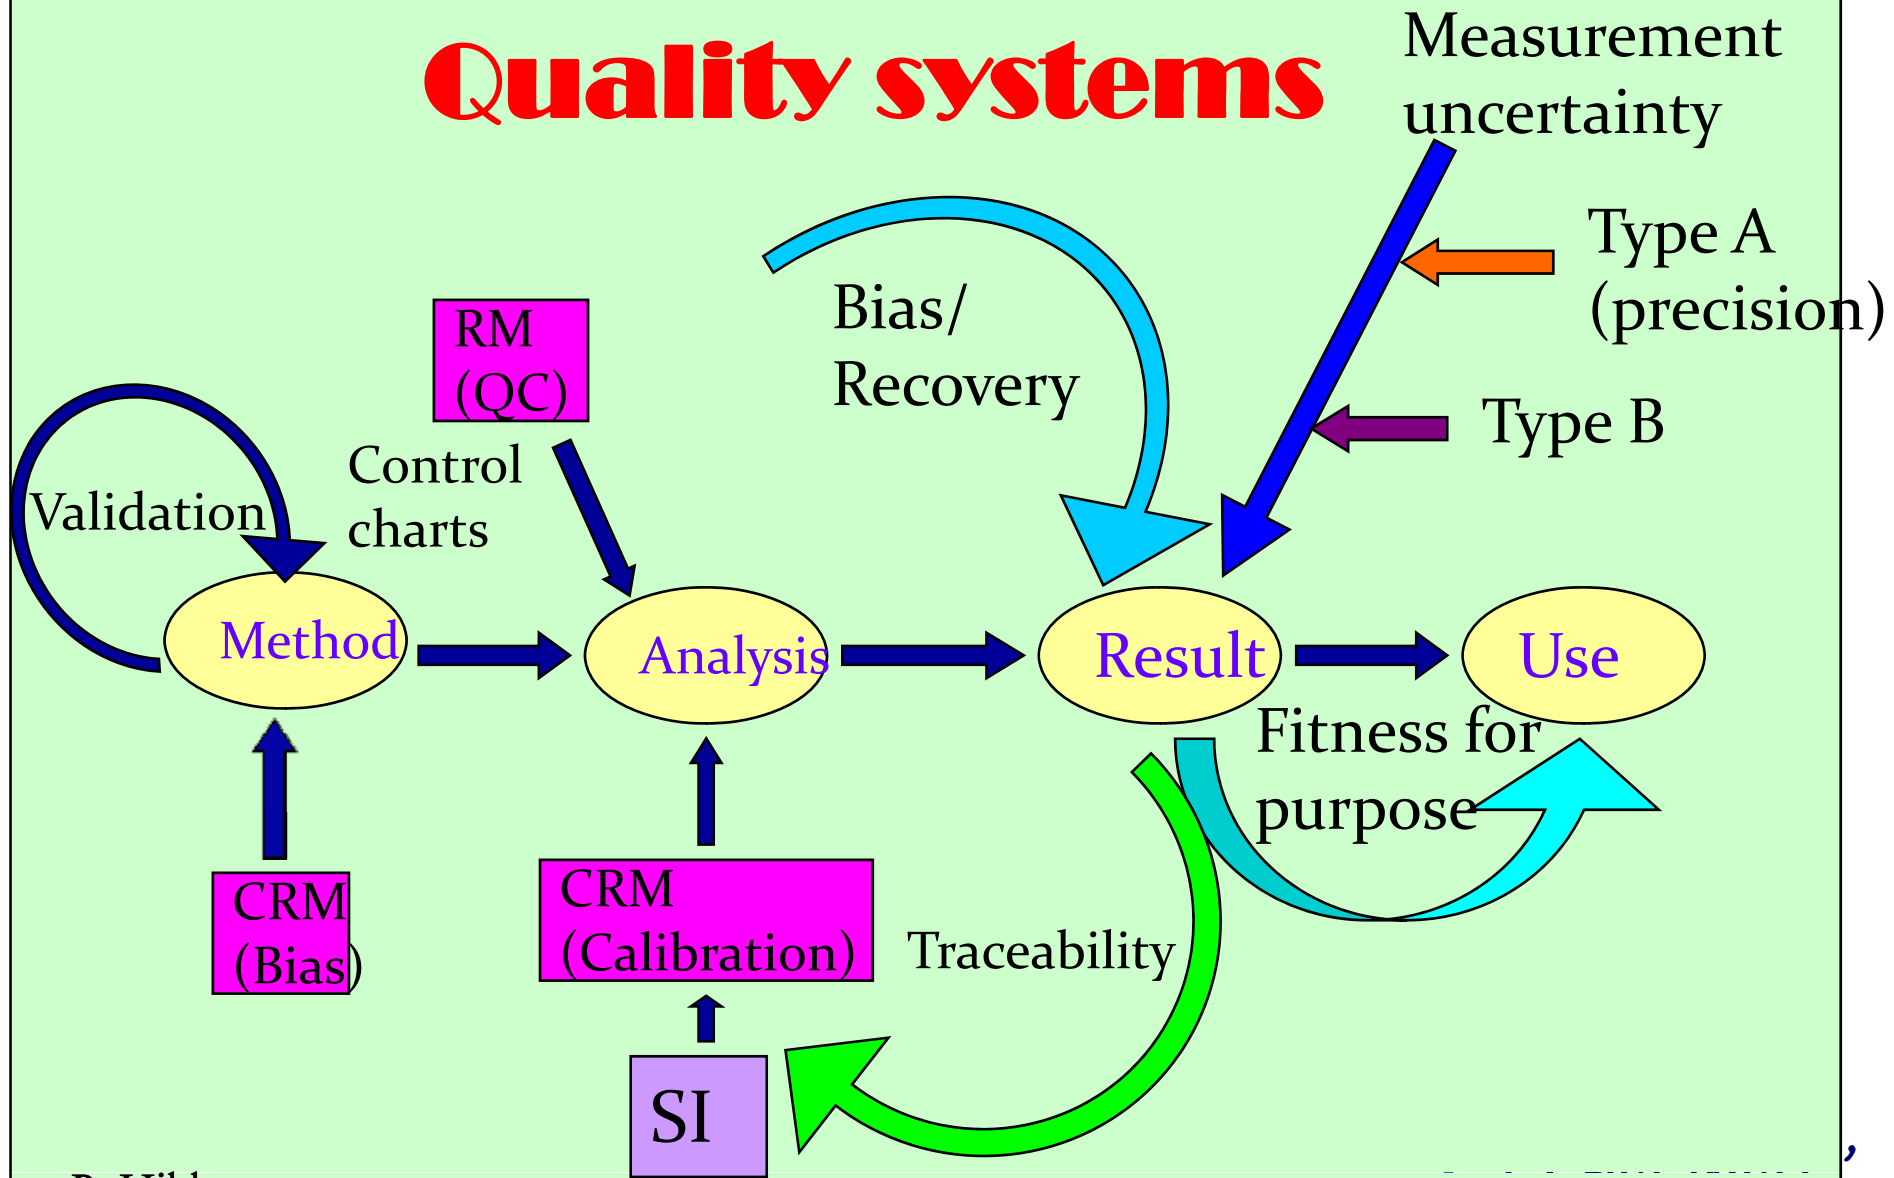 Quality systems
Measurement
uncertainty
Type A
(precision)
Bias/
Recovery
RM
(QC)
Type B
Control
charts
Validation
Method
Analysis
Result
Use
Fitness for
purpose
CRM
(Bias)
CRM
(Calibration)
Traceability
SI